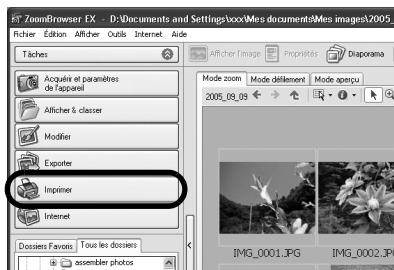 ZoomBrowser EX - D:\Documents and Settings\xxx\Mes documents\Mes images\2005_
Fichier Édition Afficher Outils Internet Aide
Tâches
Afficher l'image Propriétés Diaporama
Acquérir et paramètres
de l'appareil
Mode zoom Mode défilement Mode aperçu
2005_09_09
Afficher & classer
Modifier
Exporter
Imprimer
Internet
IMG_0001.JPG IMG_0002.JP
Dossiers Favoris Tous les dossiers
assembler photos